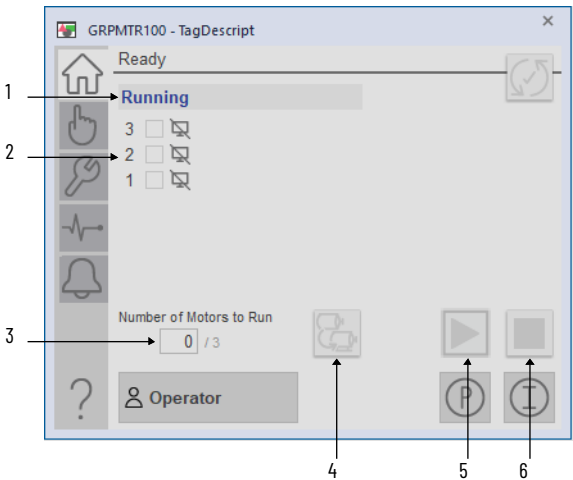 GRPMTR100 - TagDescript
Ready
1
Running
3
2
2
1
Number of Motors to Run
3
0 / 3
?
Operator
P
I
4
5
6